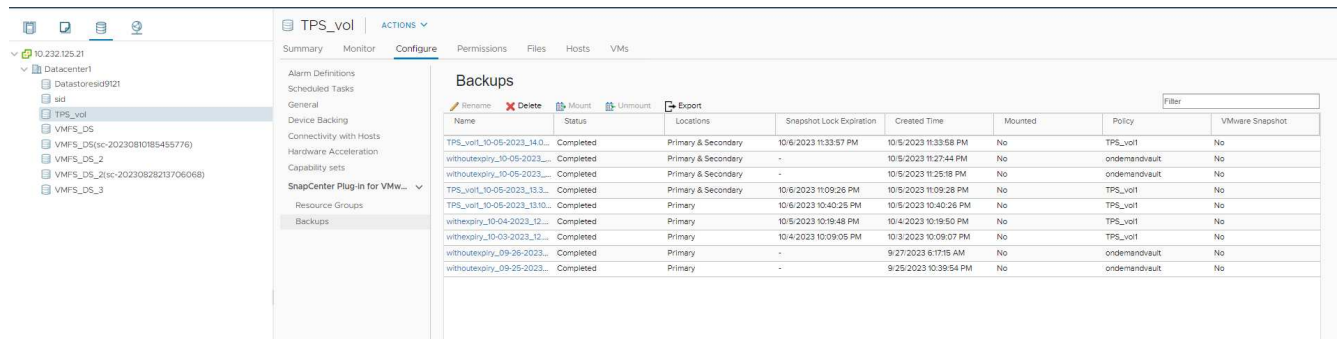 TPS_vol ACTIONS
Summary Monitor Configure Permissions Files Hosts VMs
10.232.125.21
Datacenter1
Datastoresid9121
sid
TPS_vol
VMFS_DS
VMFS_DS(sc-20230810185455776)
VMFS_DS_2
VMFS_DS_2(sc-20230828213706068)
VMFS_DS_3
Alarm Definitions
Scheduled Tasks
General
Device Backing
Connectivity with Hosts
Hardware Acceleration
Capability sets
SnapCenter Plug-in for VMw...
Resource Groups
Backups
Backups
Rename Delete Mount Unmount Export Filter
Name Status Locations Snapshot Lock Expiration Created Time Mounted Policy VMware Snapshot
TPS_vol1_10-05-2023_14.0... Completed Primary & Secondary 10/6/2023 11:33:57 PM 10/5/2023 11:33:58 PM No TPS_vol1 No
withoutexpiry_10-05-2023_... Completed Primary & Secondary - 10/5/2023 11:27:44 PM No ondemandvault No
withoutexpiry_10-05-2023_... Completed Primary & Secondary - 10/5/2023 11:25:18 PM No ondemandvault No
TPS_vol1_10-05-2023_13.3... Completed Primary & Secondary 10/6/2023 11:09:26 PM 10/5/2023 11:09:28 PM No TPS_vol1 No
TPS_vol1_10-05-2023_13.10... Completed Primary 10/6/2023 10:40:25 PM 10/5/2023 10:40:26 PM No TPS_vol1 No
withexpiry_10-04-2023_12.... Completed Primary 10/5/2023 10:19:48 PM 10/4/2023 10:19:50 PM No TPS_vol1 No
withexpiry_10-03-2023_12.... Completed Primary 10/4/2023 10:09:05 PM 10/3/2023 10:09:07 PM No TPS_vol1 No
withoutexpiry_09-26-2023... Completed Primary - 9/27/2023 6:17:15 AM No ondemandvault No
withoutexpiry_09-25-2023... Completed Primary - 9/25/2023 10:39:54 PM No ondemandvault No